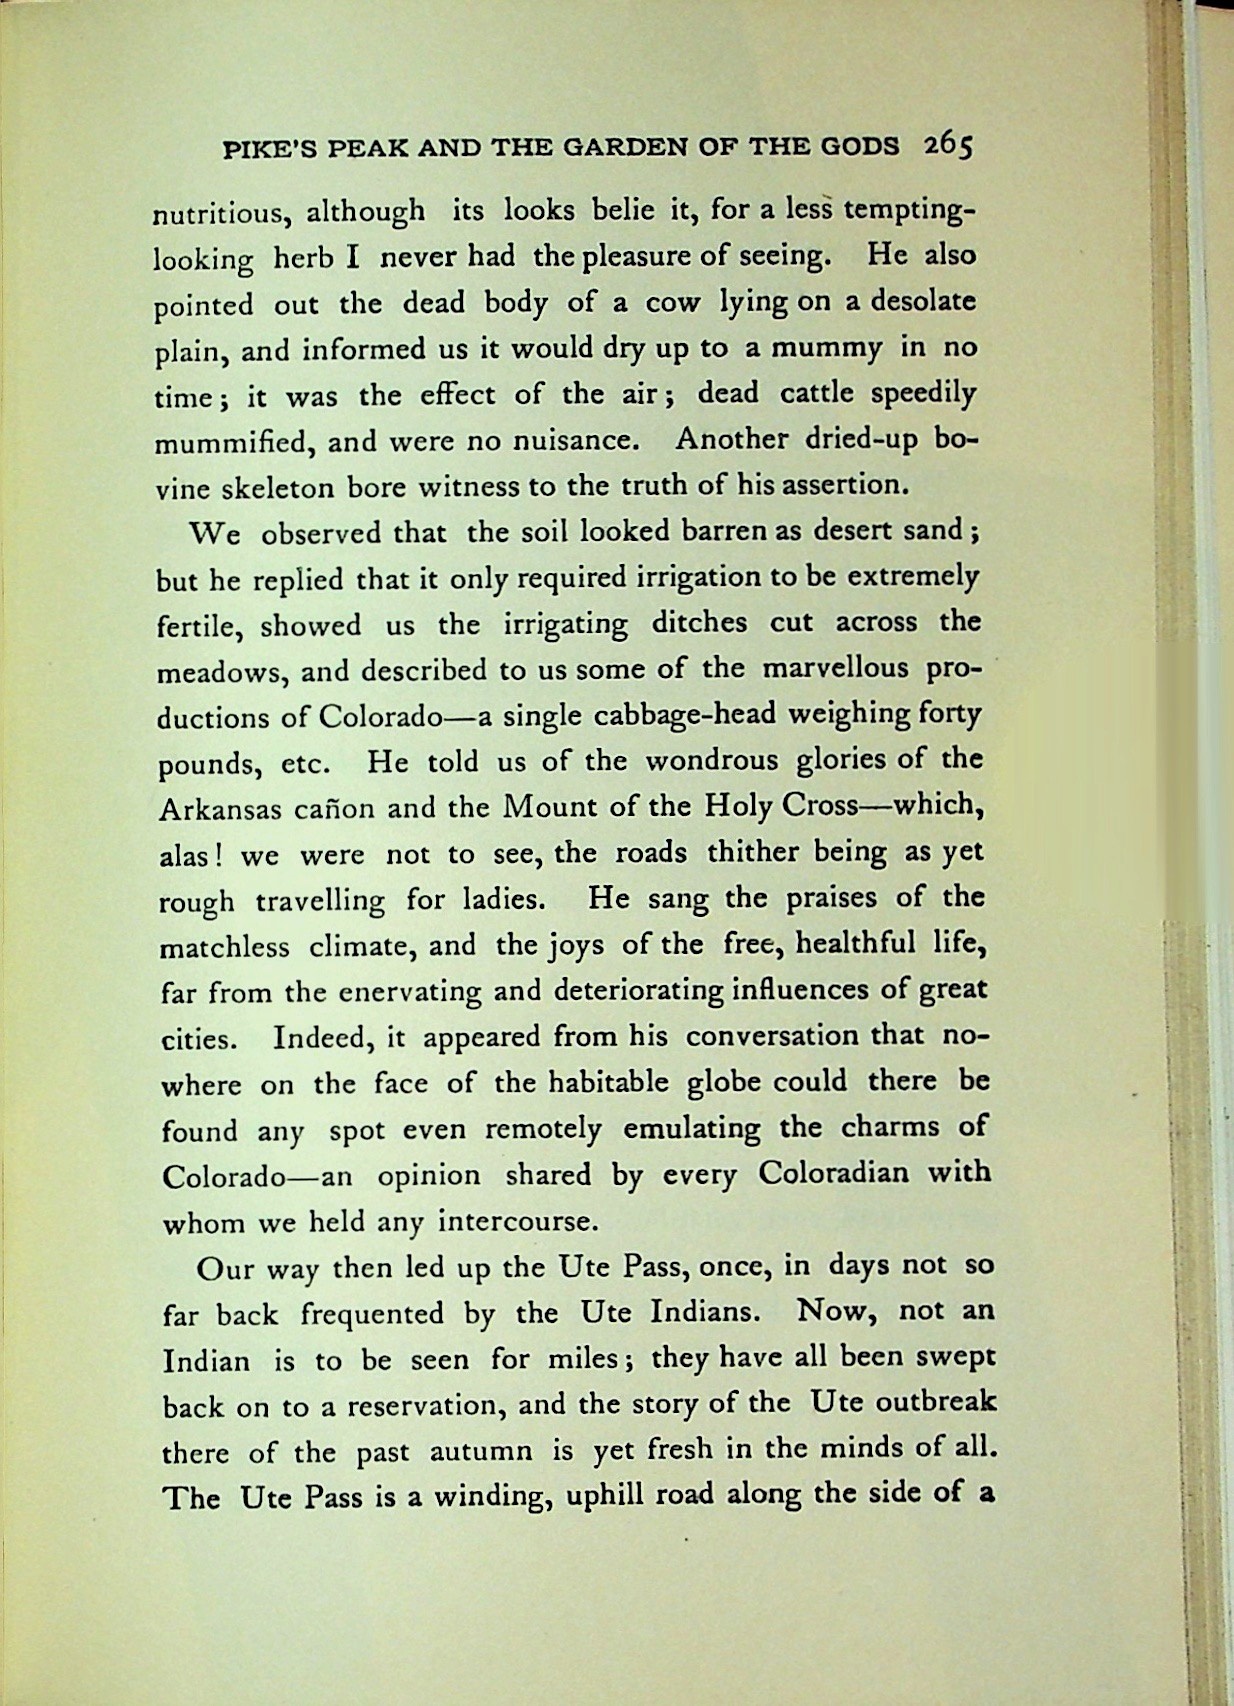 PIKE'S PEAK AND THE GARDEN OF THE GODS 265
nutritious, although its looks belie it, for a less tempting-
looking herb I never had the pleasure of seeing. He also
pointed out the dead body of a cow lying on a desolate
plain, and informed us it would dry up to a mummy in no
time; it was the effect of the air; dead cattle speedily
mummified, and were no nuisance. Another dried-up bo-
vine skeleton bore witness to the truth of his assertion.
We observed that the soil looked barren as desert sand;
but he replied that it only required irrigation to be extremely
fertile, showed us the irrigating ditches cut across the
meadows, and described to us some of the marvellous pro-
ductions of Colorado—a single cabbage-head weighing forty
pounds, etc. He told us of the wondrous glories of the
Arkansas cañon and the Mount of the Holy Cross—which,
alas! we were not to see, the roads thither being as yet
rough travelling for ladies. He sang the praises of the
matchless climate, and the joys of the free, healthful life,
far from the enervating and deteriorating influences of great
cities. Indeed, it appeared from his conversation that no-
where on the face of the habitable globe could there be
found any spot even remotely emulating the charms of
Colorado—an opinion shared by every Coloradian with
whom we held any intercourse.
Our way then led up the Ute Pass, once, in days not so
far back frequented by the Ute Indians. Now, not an
Indian is to be seen for miles; they have all been swept
back on to a reservation, and the story of the Ute outbreak
there of the past autumn is yet fresh in the minds of all.
The Ute Pass is a winding, uphill road along the side of a